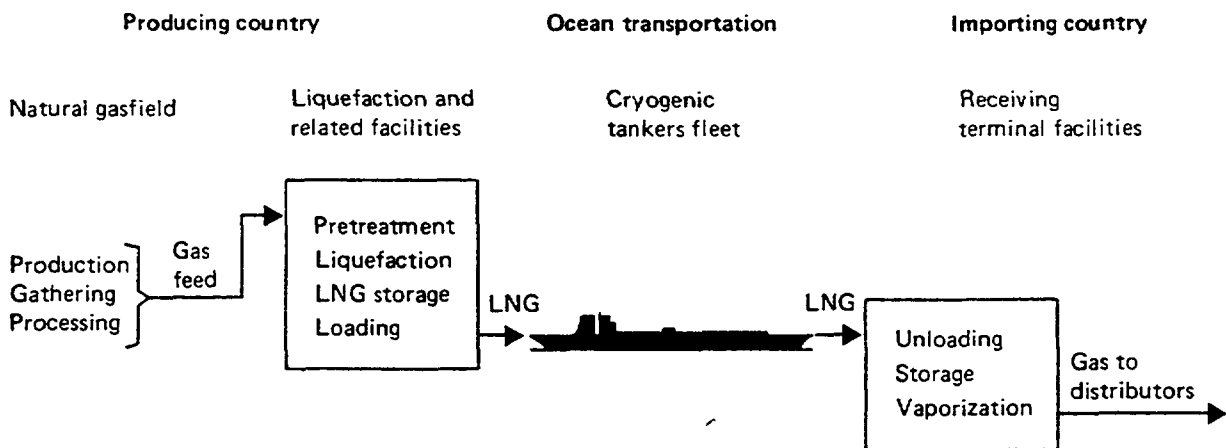 Producing country
Ocean transportation
Importing country
Natural gasfield
Liquefaction and
related facilities
Cryogenic
tankers fleet
Receiving
terminal facilities
Production
Gathering
Processing
Gas
feed
Pretreatment
Liquefaction
LNG storage
Loading
LNG
LNG
Unloading
Storage
Vaporization
Gas to
distributors